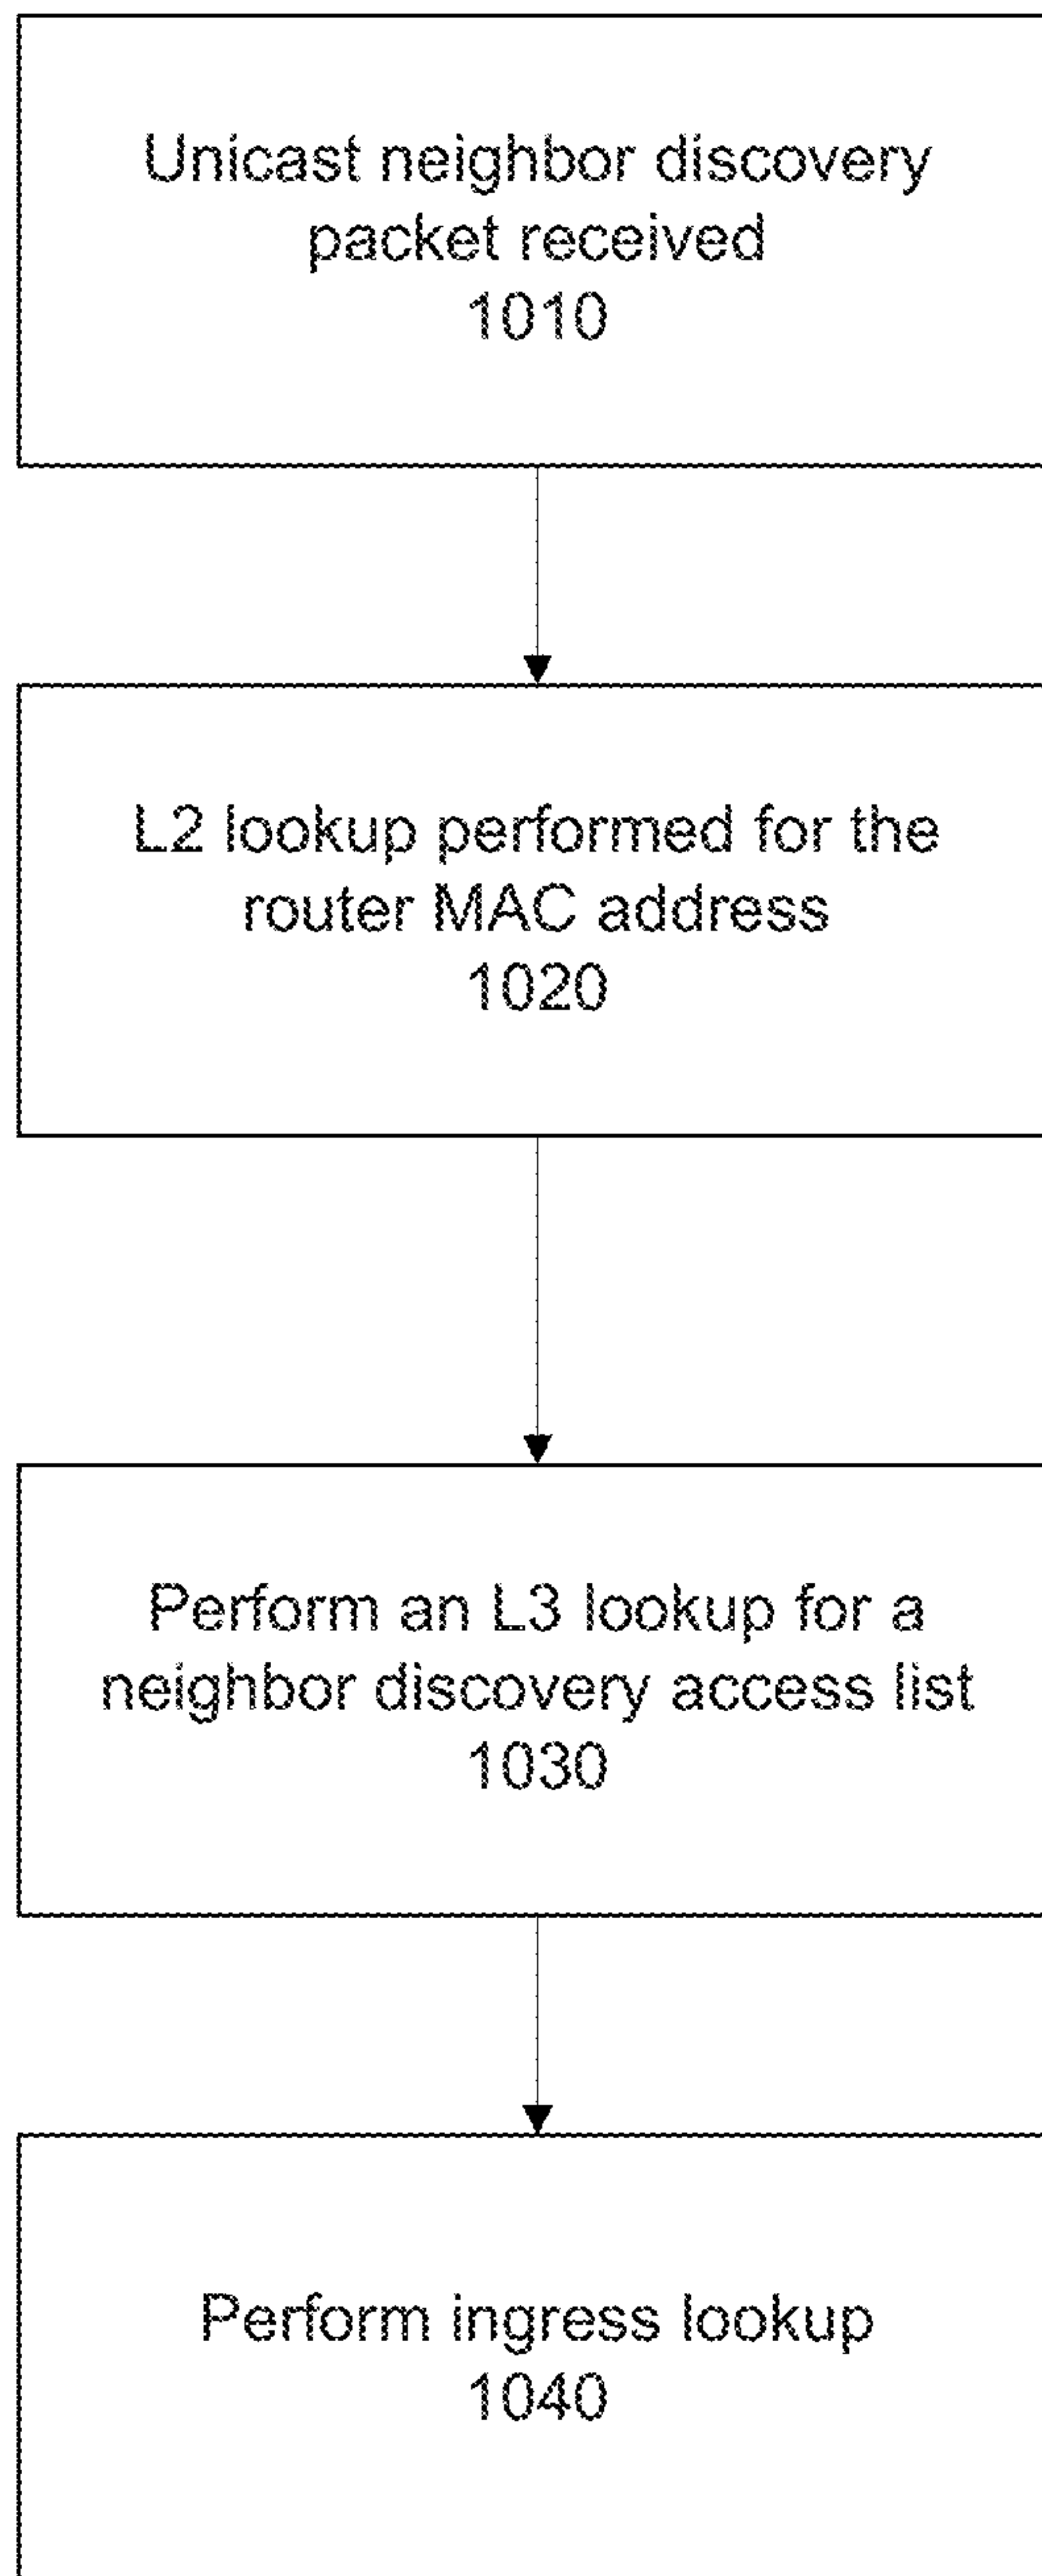 Unicast neighbor discovery
packet received
1010
L2 lookup performed for the
router MAC address
1020
Perform an L3 lookup for a
neighbor discovery access list
1030
Perform ingress lookup
1040